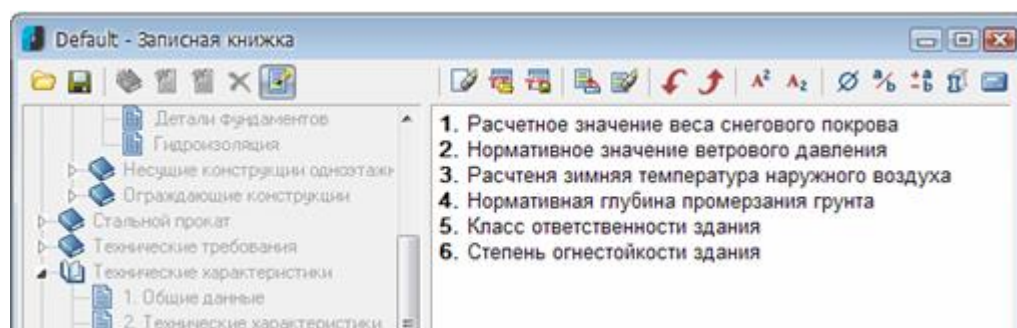 Default - Записная книжка
Детали фундаментов
Гидроизоляция
Несущие конструкции одноэтажн
Ограждающие конструкции
Стальной прокат
Технические требования
Технические характеристики
1. Общие данные
2. Технические характеристики
1. Расчетное значение веса снегового покрова
2. Нормативное значение ветрового давления
3. Расчтеня зимняя температура наружного воздуха
4. Нормативная глубина промерзания грунта
5. Класс ответственности здания
6. Степень огнестойкости здания